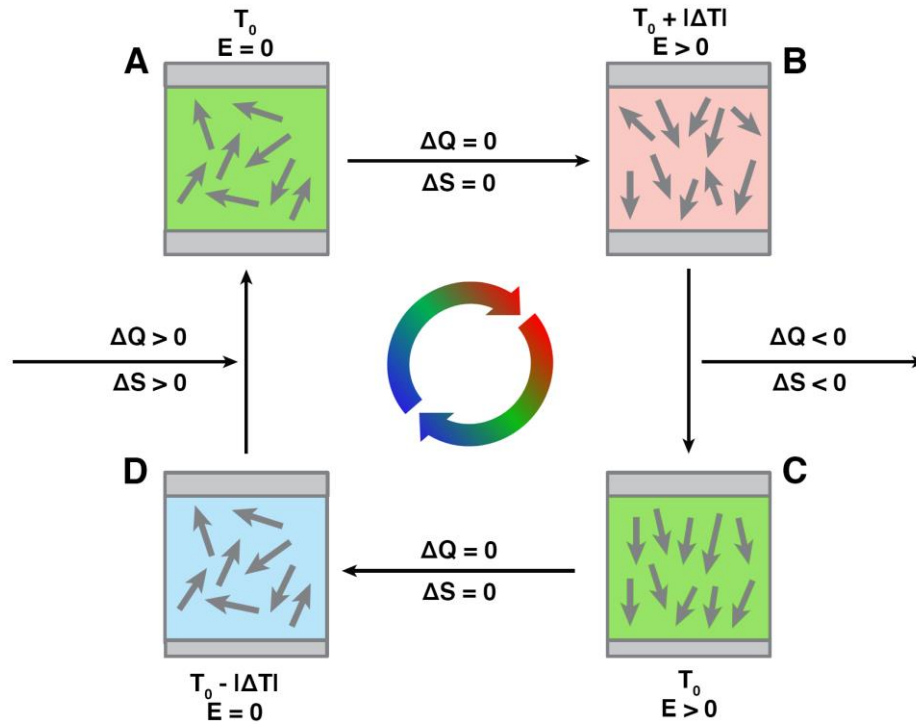 T₀
E = 0
A
T₀ + |ΔT|
E > 0
B
ΔQ = 0
ΔS = 0
ΔQ > 0
ΔS > 0
ΔQ < 0
ΔS < 0
D
C
ΔQ = 0
ΔS = 0
T₀ - |ΔT|
E = 0
T₀
E > 0